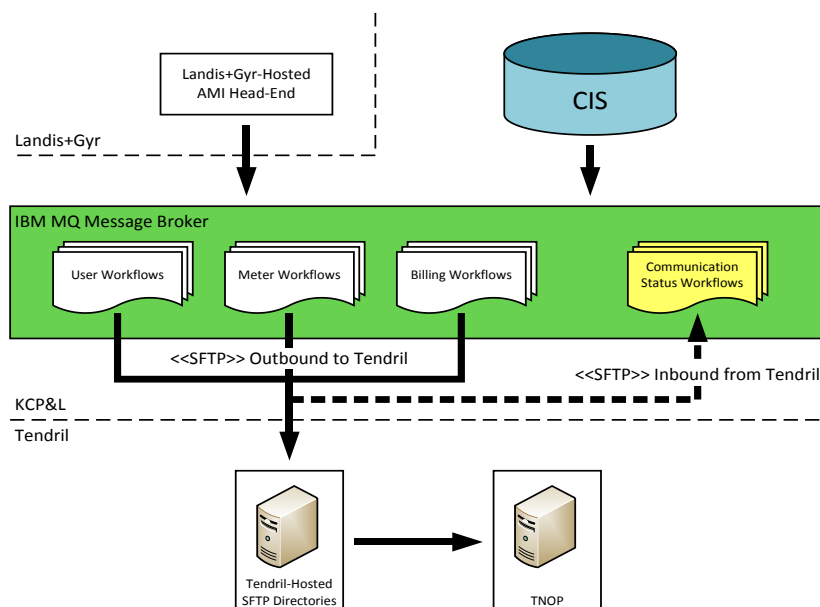 Landis+Gyr-Hosted
AMI Head-End
CIS
Landis+Gyr
IBM MQ Message Broker
User Workflows
Meter Workflows
Billing Workflows
Communication
Status Workflows
<<SFTP>> Outbound to Tendril
<<SFTP>> Inbound from Tendril
KCP&L
Tendril
Tendril-Hosted
SFTP Directories
TNOP